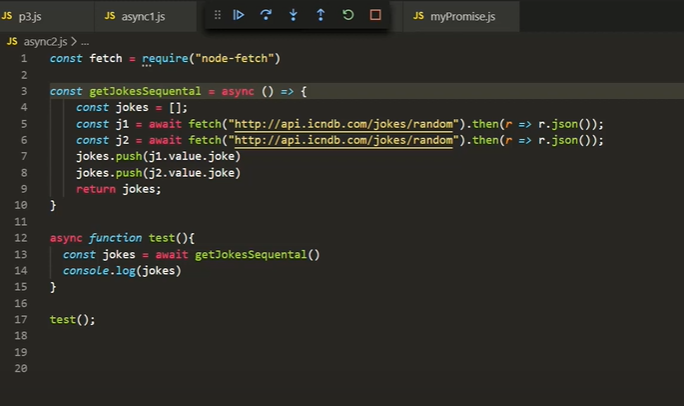 JS p3.js JS async1.js JS myPromise.js
JS async2.js > ...
1 const fetch = require("node-fetch")
2
3 const getJokesSequental = async () => {
4 const jokes = [];
5 const j1 = await fetch("http://api.icndb.com/jokes/random").then(r => r.json());
6 const j2 = await fetch("http://api.icndb.com/jokes/random").then(r => r.json());
7 jokes.push(j1.value.joke)
8 jokes.push(j2.value.joke)
9 return jokes;
10 }
11
12 async function test(){
13 const jokes = await getJokesSequental()
14 console.log(jokes)
15 }
16
17 test();
18
19
20